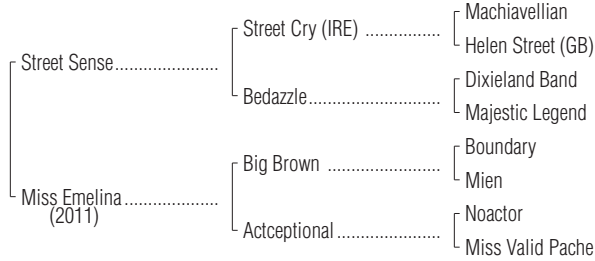 Machiavellian
Street Cry (IRE) ..................
Helen Street (GB)
Street Sense.........................
Dixieland Band
Bedazzle...............................
Majestic Legend
Boundary
Big Brown ...........................
Mien
Miss Emelina......................
(2011)
Noactor
Actceptional.........................
Miss Valid Pache